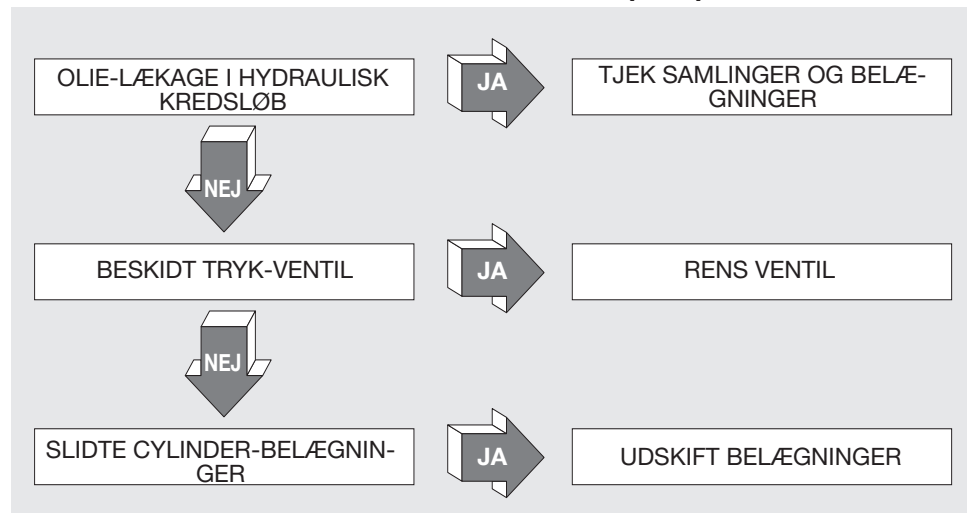 OLIE-LÆKAGE I HYDRAULISK
KREDSLØB
JA
TJEK SAMLINGER OG BELÆ-
GNINGER
NEJ
BESKIDT TRYK-VENTIL
JA
RENS VENTIL
NEJ
SLIDTE CYLINDER-BELÆGNIN-
GER
JA
UDSKIFT BELÆGNINGER